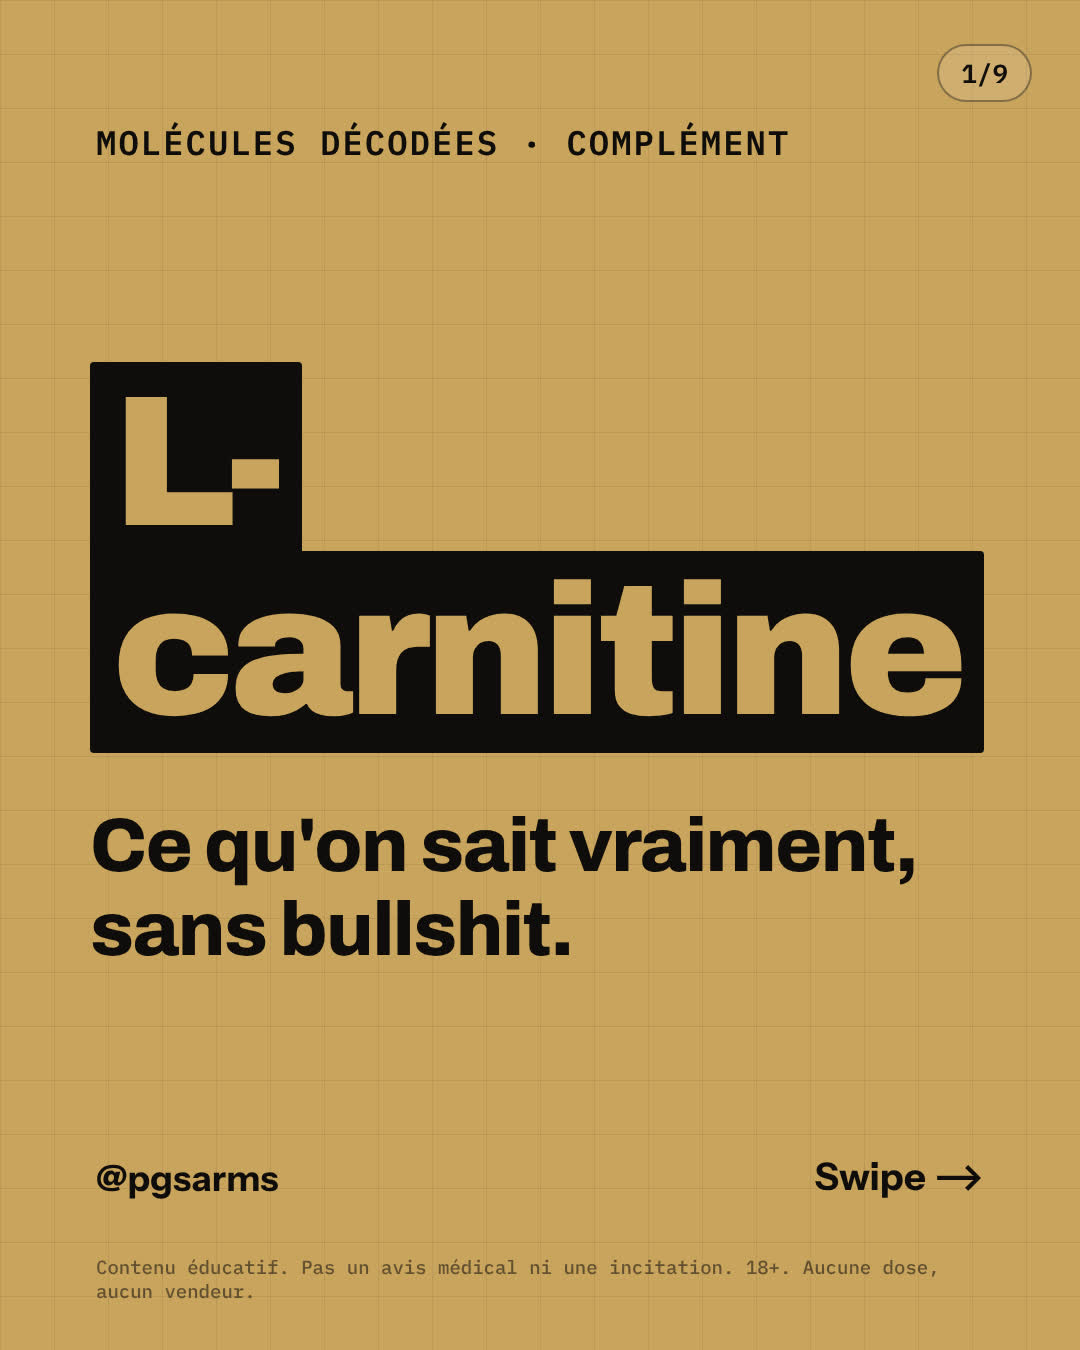 1/9
MOLÉCULES DÉCODÉES · COMPLÉMENT
L-
carnitine
Ce qu'on sait vraiment,
sans bullshit.
@pgsarms
Swipe →
Contenu éducatif. Pas un avis médical ni une incitation. 18+. Aucune dose,
aucun vendeur.